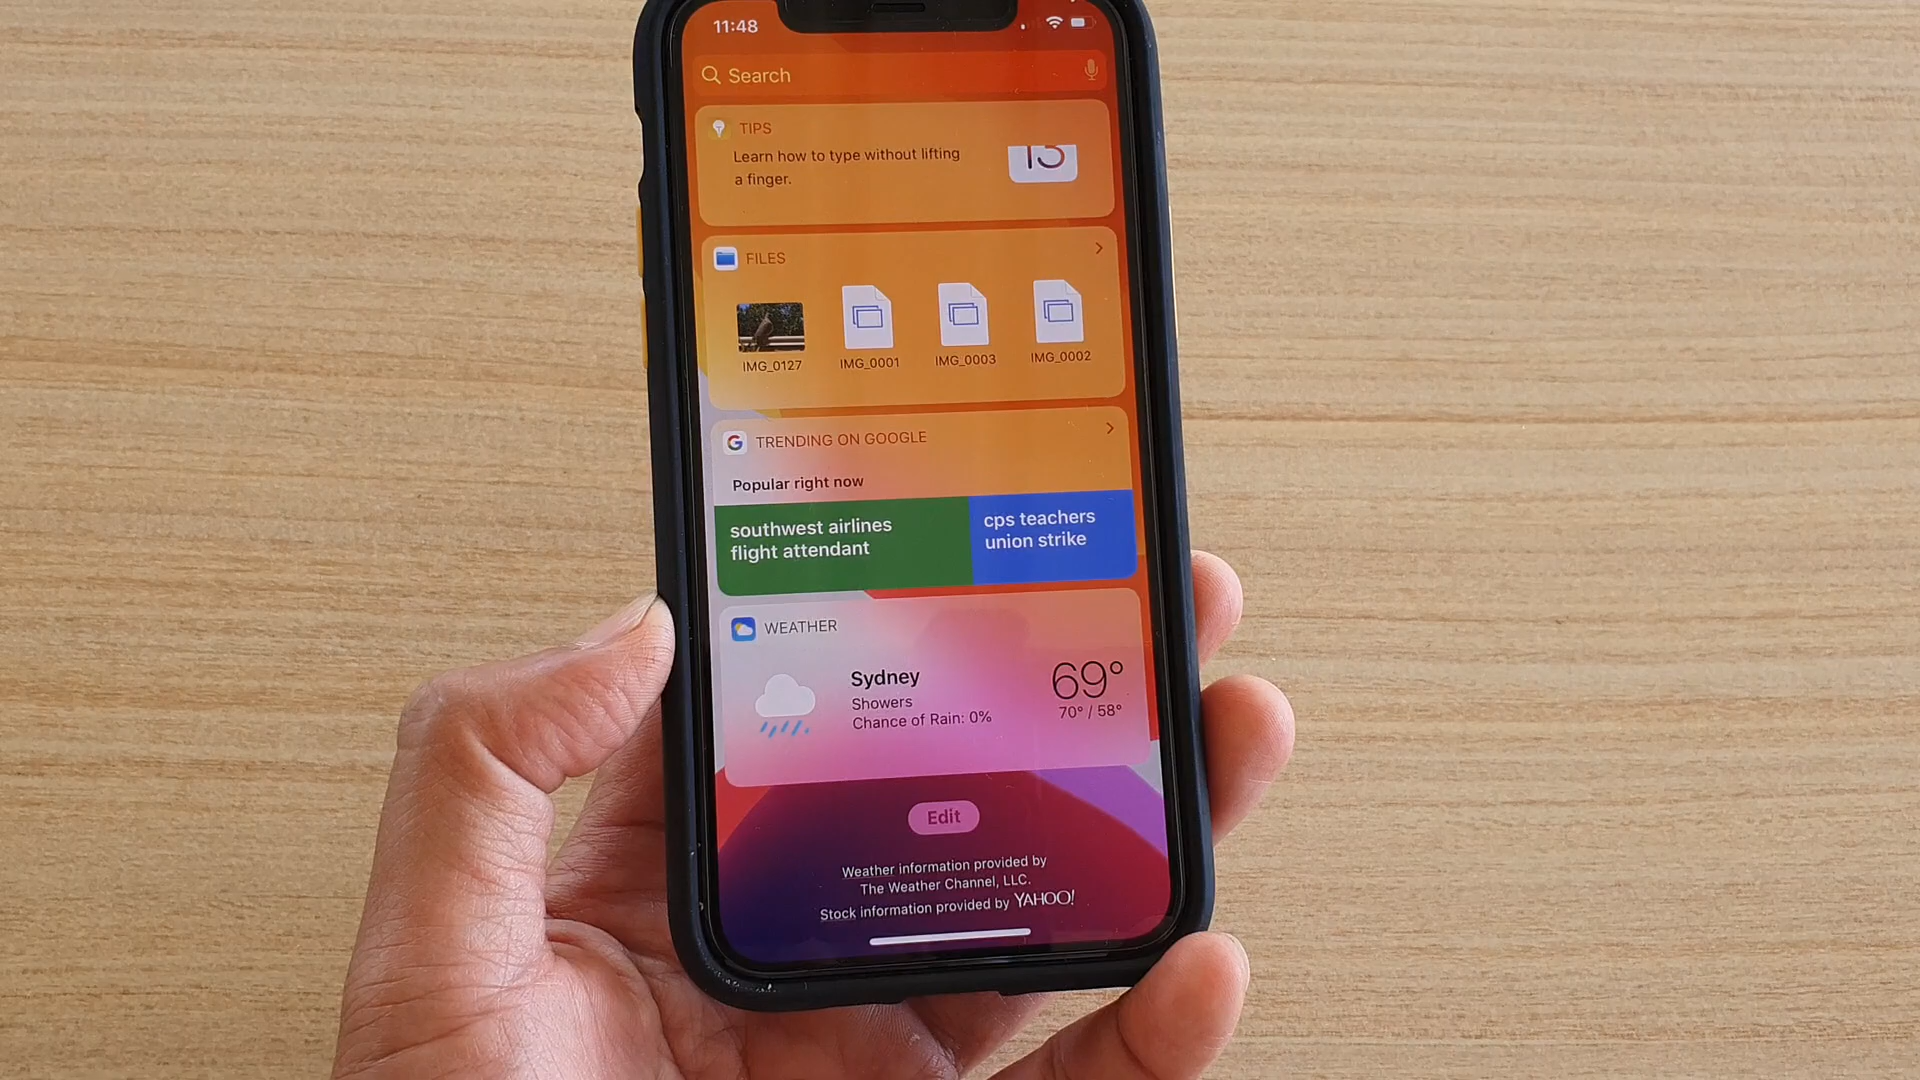 11:48
Search
TIPS
Learn how to type without lifting
a finger.
13
FILES
IMG_0127
IMG_0001
IMG_0003
IMG_0002
G
TRENDING ON GOOGLE
Popular right now
southwest airlines
flight attendant
cps teachers
union strike
WEATHER
Sydney
69°
Showers
70° / 58°
Chance of Rain: 0%
Edit
Weather information provided by
The Weather Channel, LLC.
Stock information provided by YAHOO!